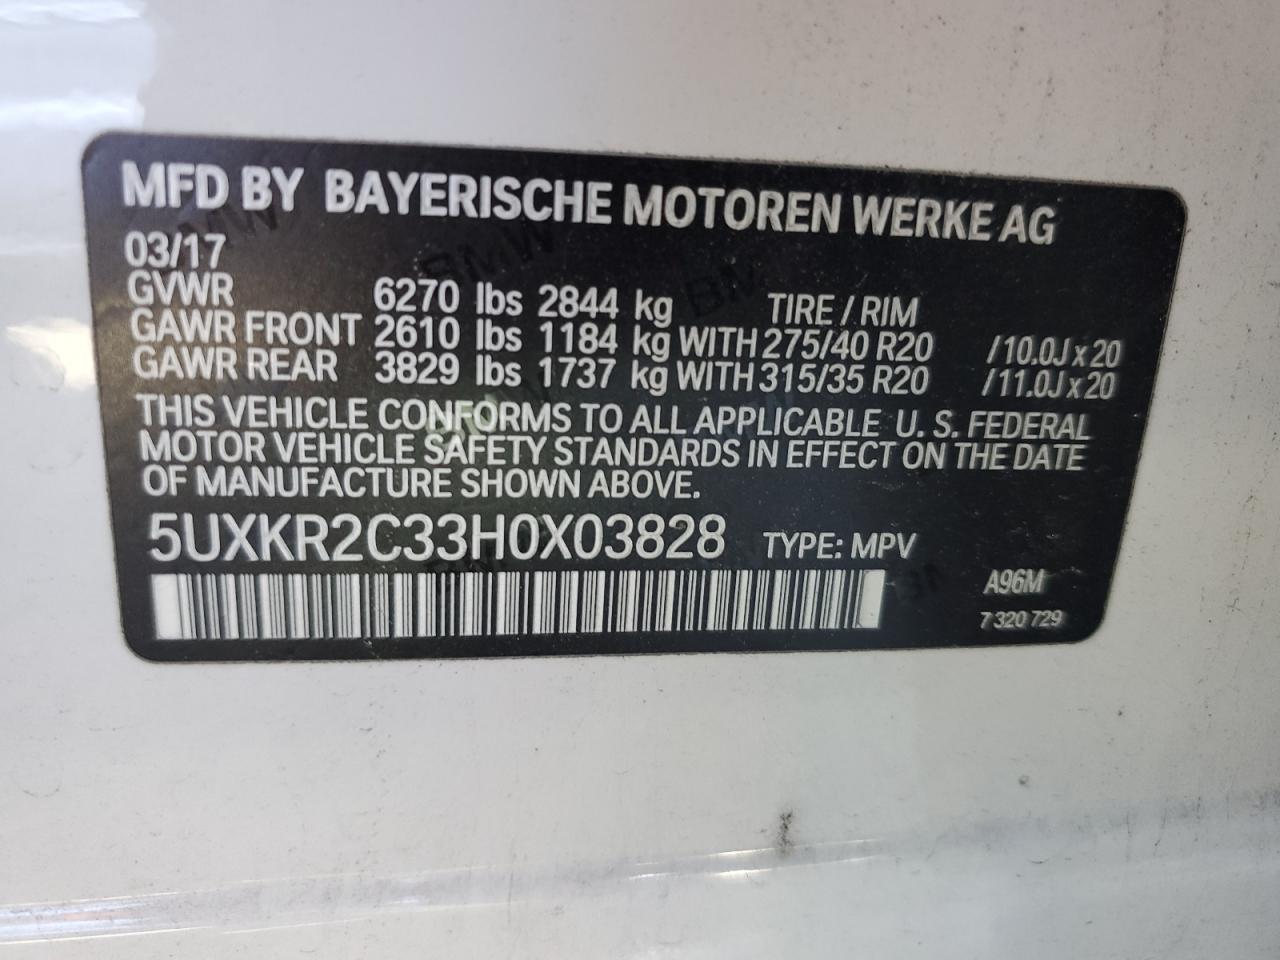 MFD BY BAYERISCHE MOTOREN WERKE AG
03/17
GVWR 6270 lbs 2844 kg TIRE / RIM
GAWR FRONT 2610 lbs 1184 kg WITH 275/40 R20 /10.0J x 20
GAWR REAR 3829 lbs 1737 kg WITH 315/35 R20 /11.0J x 20
THIS VEHICLE CONFORMS TO ALL APPLICABLE U. S. FEDERAL
MOTOR VEHICLE SAFETY STANDARDS IN EFFECT ON THE DATE
OF MANUFACTURE SHOWN ABOVE.
5UXKR2C33H0X03828 TYPE: MPV
A96M
7 320 729